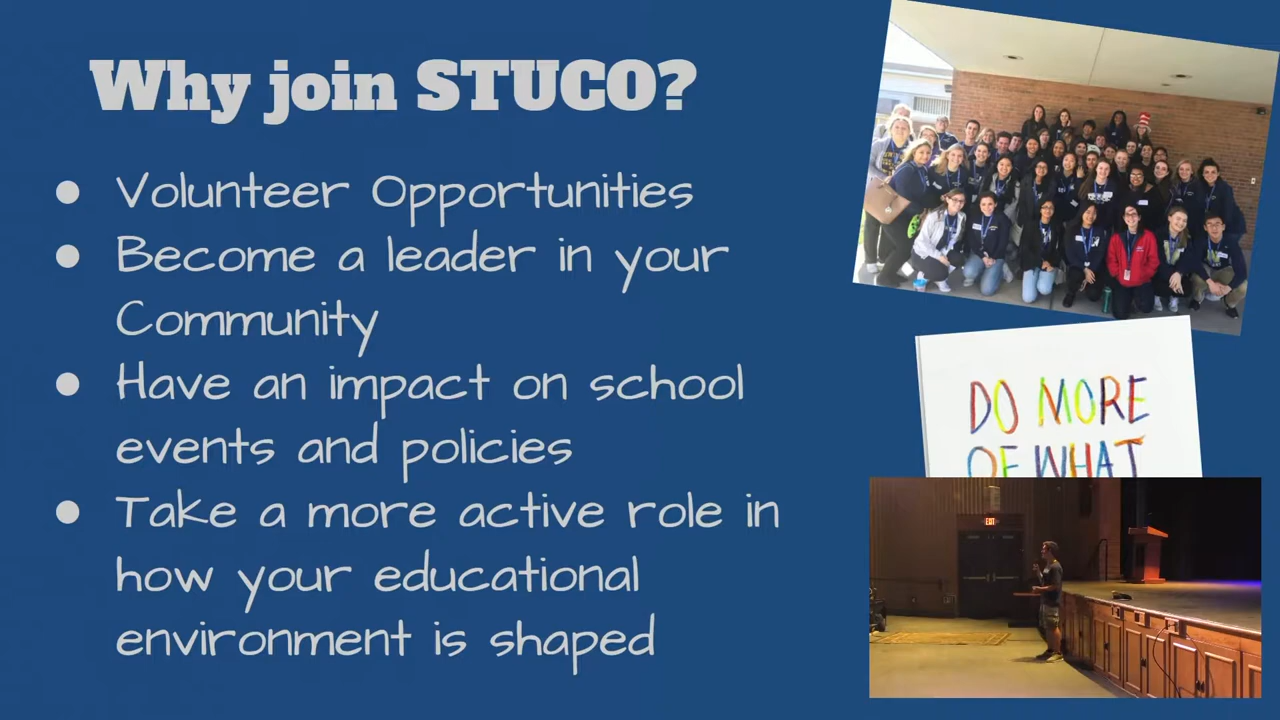 Why join STUCO?
● Volunteer Opportunities
● Become a leader in your
Community
● Have an impact on school
events and policies
● Take a more active role in
how your educational
environment is shaped
DO MORE
OF WHAT
EXIT